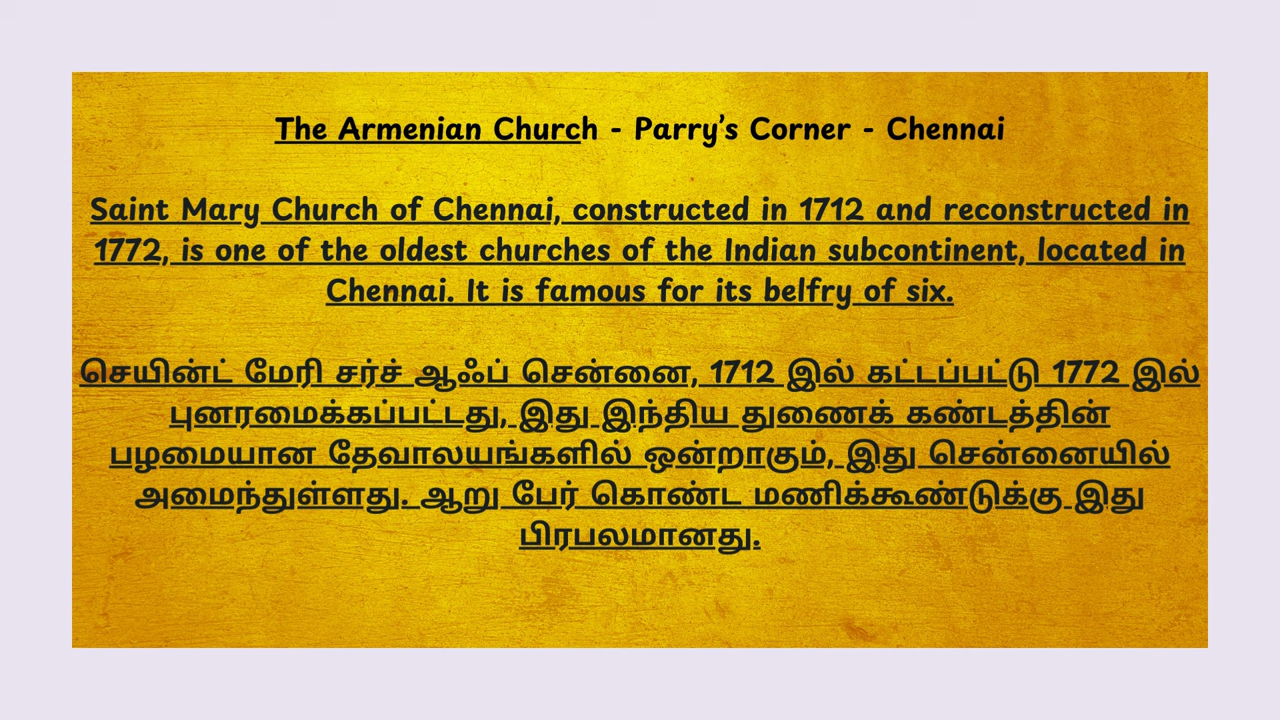 The Armenian Church - Parry's Corner - Chennai
Saint Mary Church of Chennai, constructed in 1712 and reconstructed in
1772, is one of the oldest churches of the Indian subcontinent, located in
Chennai. It is famous for its belfry of six.
செயின்ட் மேரி சர்ச் ஆஃப் சென்னை, 1712 இல் கட்டப்பட்டு 1772 இல்
புனரமைக்கப்பட்டது, இது இந்திய துணைக் கண்டத்தின்
பழமையான தேவாலயங்களில் ஒன்றாகும், இது சென்னையில்
அமைந்துள்ளது. ஆறு பேர் கொண்ட மணிக்கூண்டுக்கு இது
பிரபலமானது.